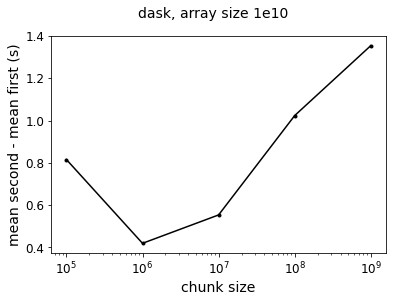 dask, array size 1e10
mean second - mean first (s)
1.4
1.2
1.0
0.8
0.6
0.4
10⁵ 10⁶ 10⁷ 10⁸ 10⁹
chunk size